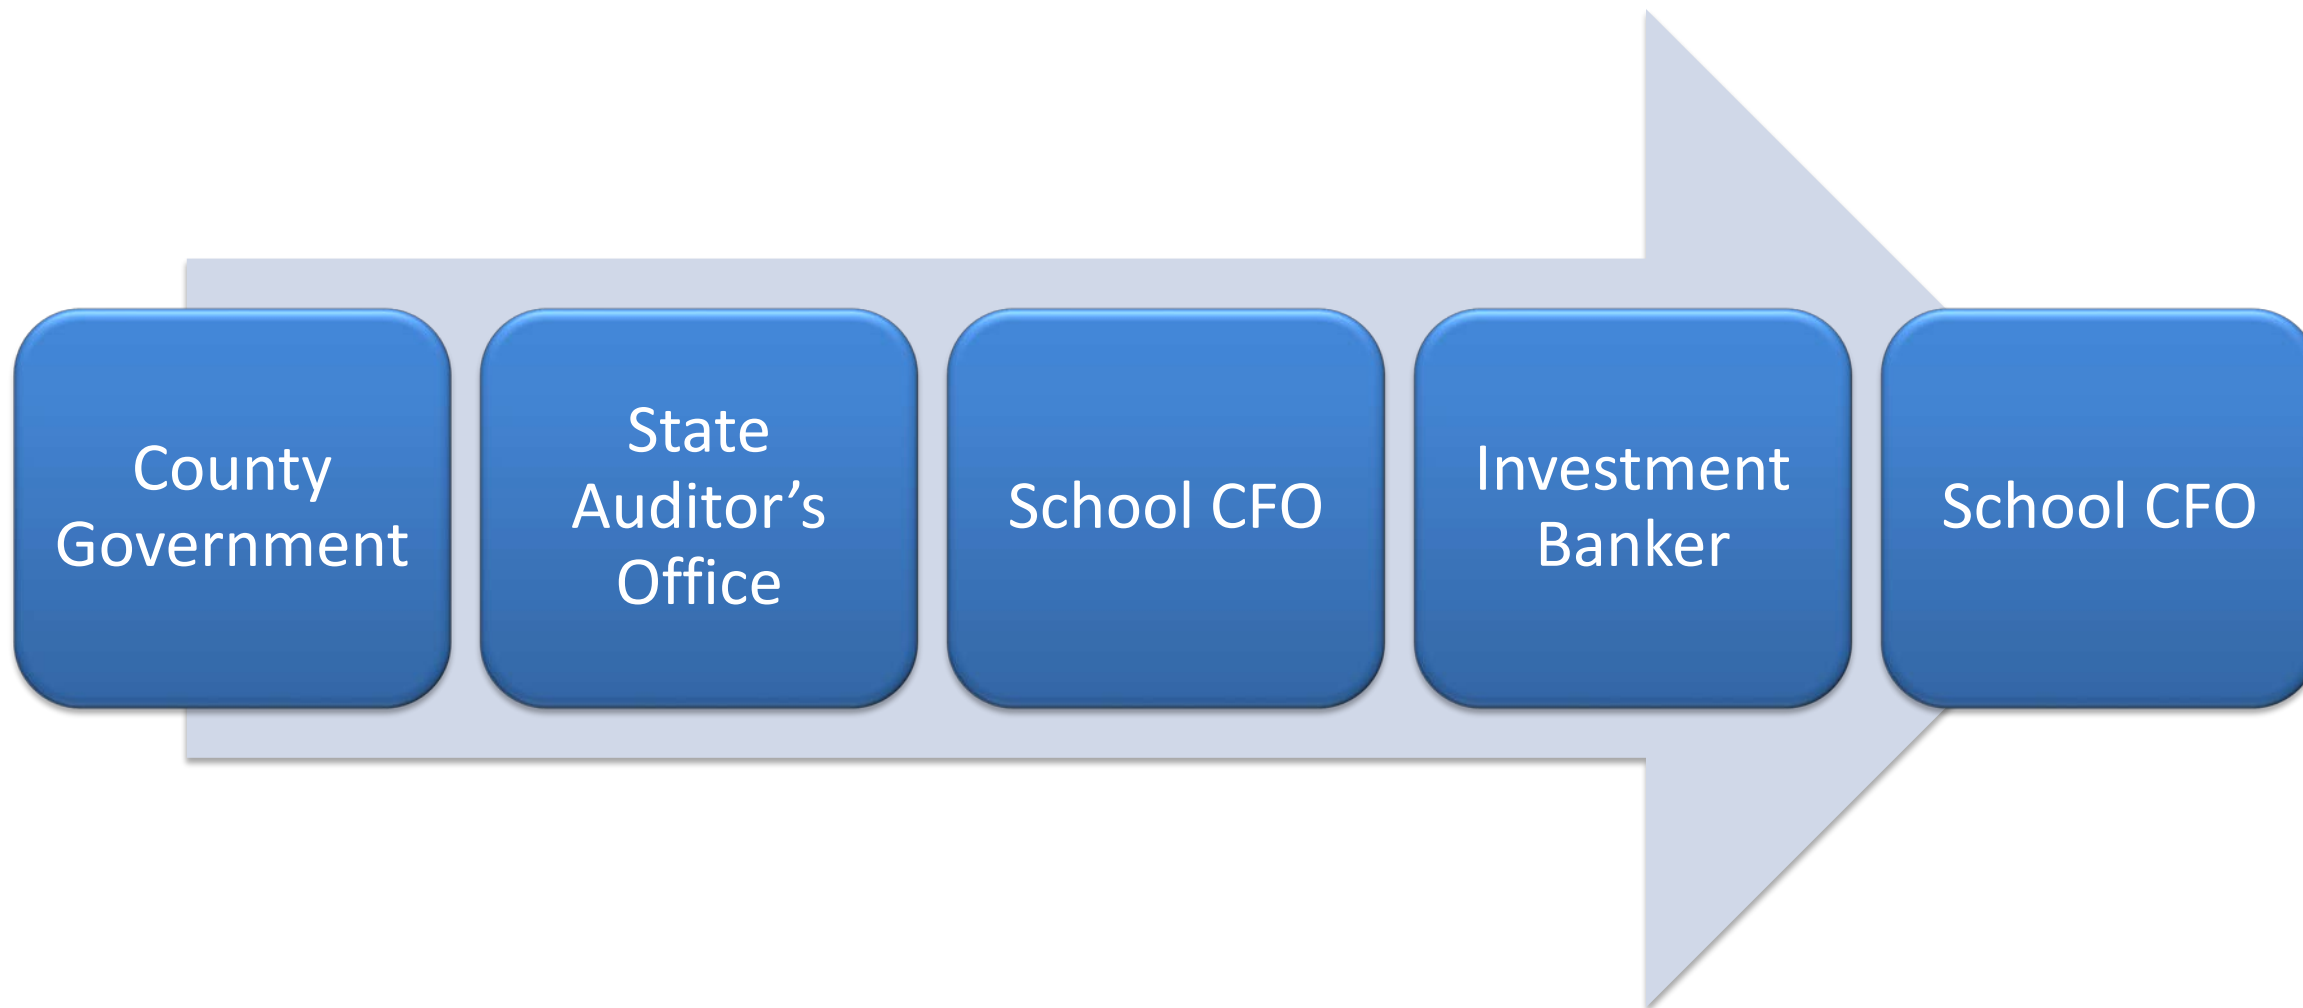 County
Government
State
Auditor’s
Office
School CFO
Investment
Banker
School CFO